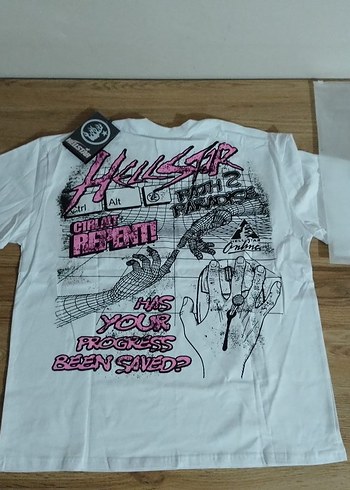 HELLSTAR
Ctrl
Alt
PATH 2
PARADISE
CTRL ALT
REPENT!
Online
HAS
YOUR
PROGRESS
BEEN SAVED?